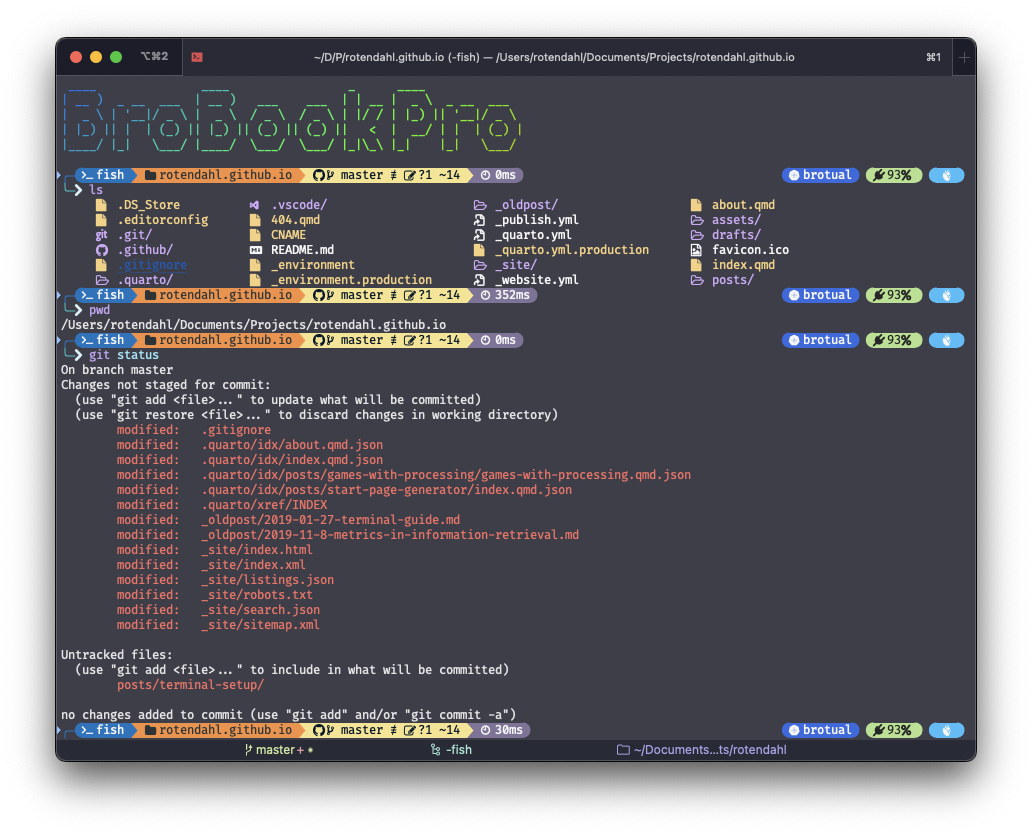 ⌥⌘2 ~/D/P/rotendahl.github.io (-fish) — /Users/rotendahl/Documents/Projects/rotendahl.github.io ⌘1 +
BroBookPro
>_ fish rotendahl.github.io master ≢ ?1 ~14 0ms brotual 93%
❯ ls
.DS_Store .vscode/ _oldpost/ about.qmd
.editorconfig 404.qmd _publish.yml assets/
git .git/ CNAME _quarto.yml drafts/
.github/ README.md _quarto.yml.production favicon.ico
.gitignore _environment _site/ index.qmd
.quarto/ _environment.production _website.yml posts/
>_ fish rotendahl.github.io master ≢ ?1 ~14 352ms brotual 93%
❯ pwd
/Users/rotendahl/Documents/Projects/rotendahl.github.io
>_ fish rotendahl.github.io master ≢ ?1 ~14 0ms brotual 93%
❯ git status
On branch master
Changes not staged for commit:
(use "git add <file>..." to update what will be committed)
(use "git restore <file>..." to discard changes in working directory)
modified: .gitignore
modified: .quarto/idx/about.qmd.json
modified: .quarto/idx/index.qmd.json
modified: .quarto/idx/posts/games-with-processing/games-with-processing.qmd.json
modified: .quarto/idx/posts/start-page-generator/index.qmd.json
modified: .quarto/xref/INDEX
modified: _oldpost/2019-01-27-terminal-guide.md
modified: _oldpost/2019-11-8-metrics-in-information-retrieval.md
modified: _site/index.html
modified: _site/index.xml
modified: _site/listings.json
modified: _site/robots.txt
modified: _site/search.json
modified: _site/sitemap.xml
Untracked files:
(use "git add <file>..." to include in what will be committed)
posts/terminal-setup/
no changes added to commit (use "git add" and/or "git commit -a")
>_ fish rotendahl.github.io master ≢ ?1 ~14 30ms brotual 93%
master + • -fish ~/Documents…ts/rotendahl